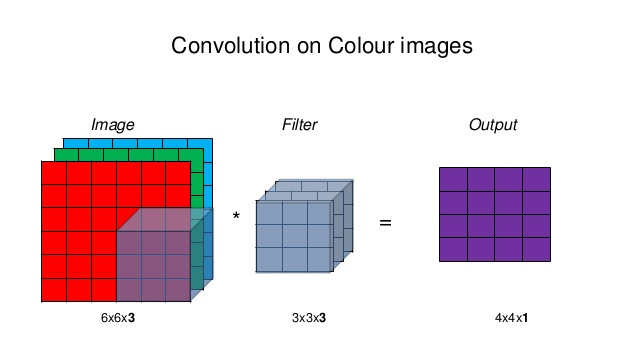 Convolution on Colour images
Image
Filter
Output
*
=
6x6x3
3x3x3
4x4x1